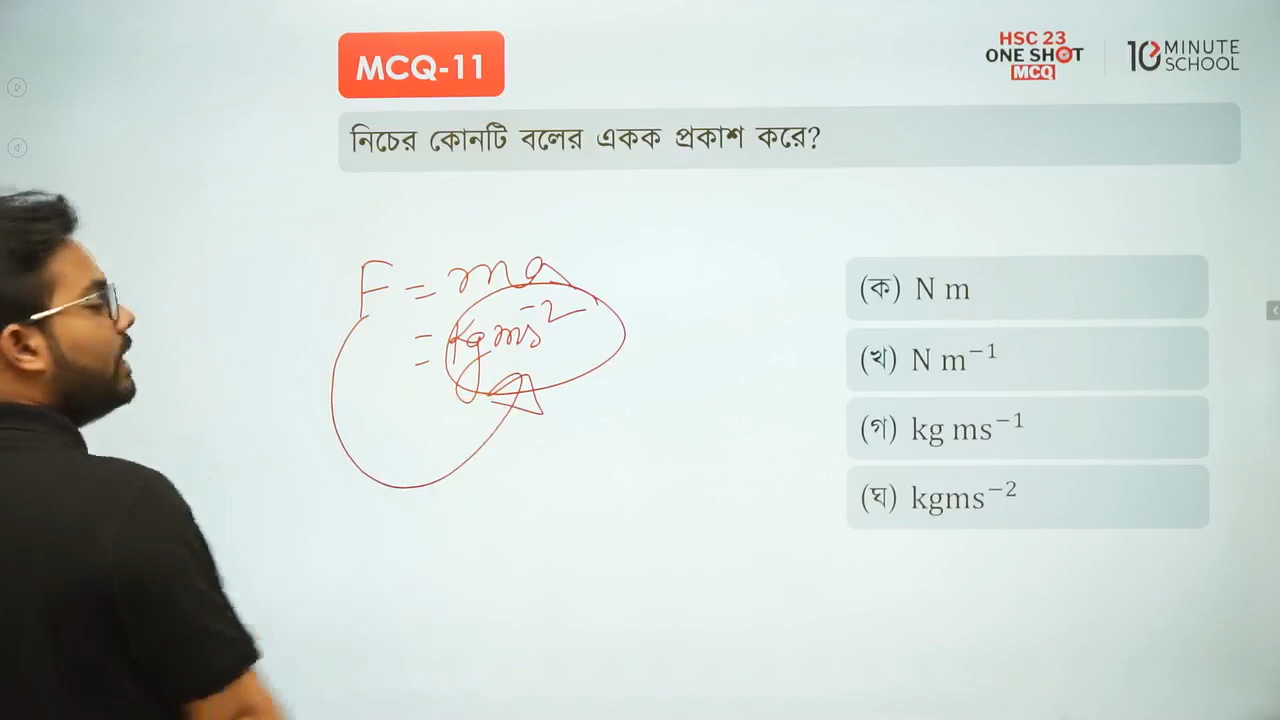 MCQ-11
HSC 23
ONE SHOT
MCQ
10 MINUTE
SCHOOL
নিচের কোনটি বলের একক প্রকাশ করে?
F = ma
= kgms⁻²
(ক) N m
(খ) N m⁻¹
(গ) kg ms⁻¹
(ঘ) kgms⁻²